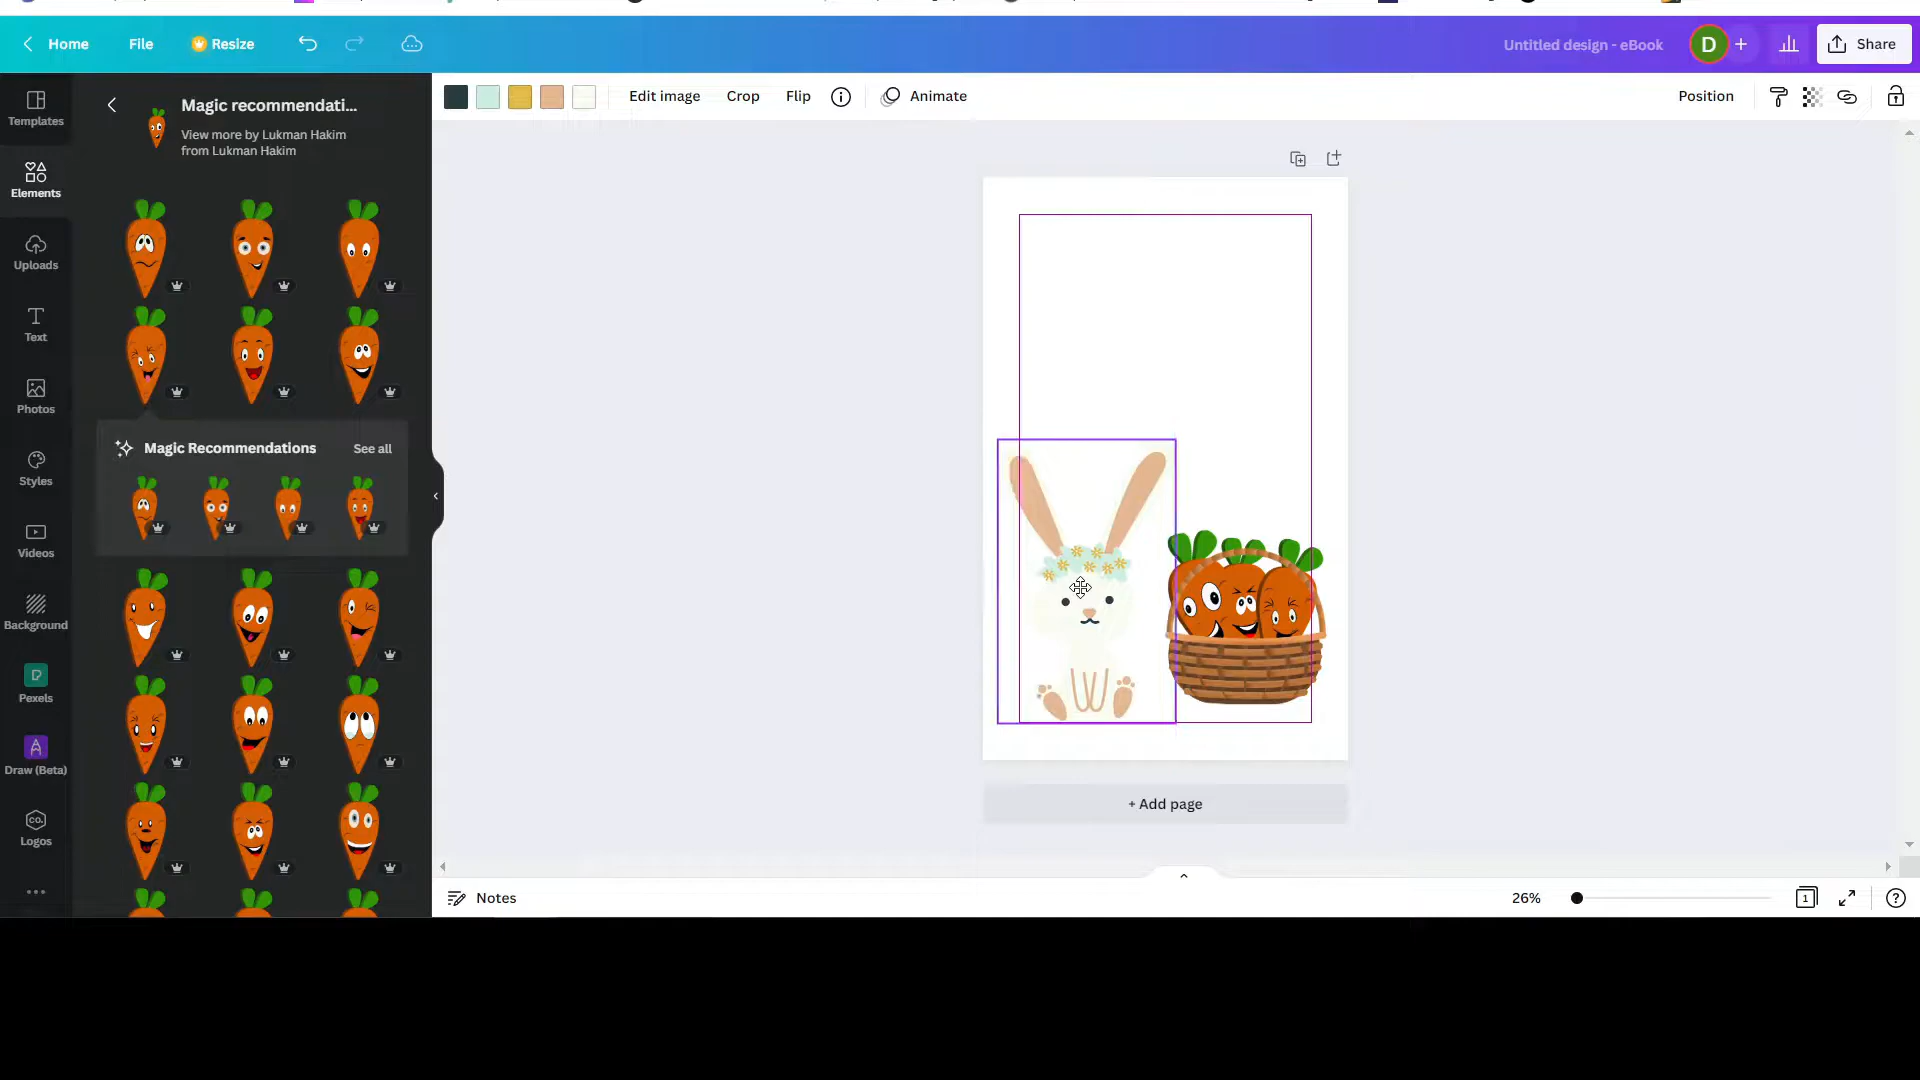 Home
File
Resize
Untitled design - eBook
D
Share
Templates
Elements
Uploads
Text
Photos
Styles
Videos
Background
Pexels
Draw (Beta)
CO.
Logos
Magic recommendati...
View more by Lukman Hakim
from Lukman Hakim
Magic Recommendations
See all
Edit image
Crop
Flip
Animate
Position
+ Add page
Notes
26%
1